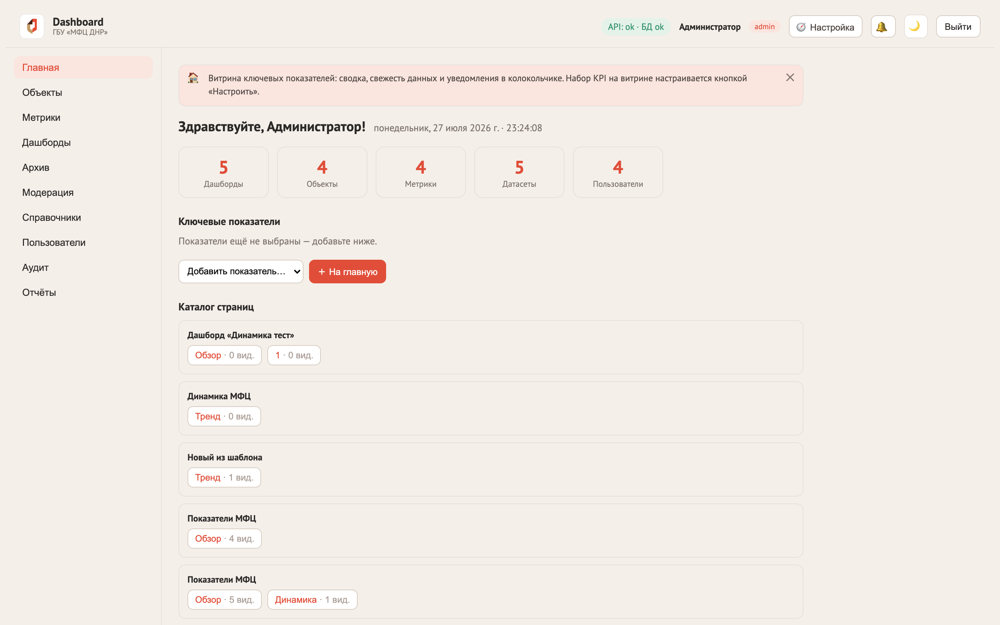 Dashboard
ГБУ «МФЦ ДНР»
API: ok · БД ok
Администратор
admin
Настройка
Выйти
Главная
Объекты
Метрики
Дашборды
Архив
Модерация
Справочники
Пользователи
Аудит
Отчёты
Витрина ключевых показателей: сводка, свежесть данных и уведомления в колокольчике. Набор KPI на витрине настраивается кнопкой
«Настроить».
Здравствуйте, Администратор! понедельник, 27 июля 2026 г. · 23:24:08
5
Дашборды
4
Объекты
4
Метрики
5
Датасеты
4
Пользователи
Ключевые показатели
Показатели ещё не выбраны — добавьте ниже.
Добавить показатель...
+ На главную
Каталог страниц
Дашборд «Динамика тест»
Обзор · 0 вид.
1 · 0 вид.
Динамика МФЦ
Тренд · 0 вид.
Новый из шаблона
Тренд · 1 вид.
Показатели МФЦ
Обзор · 4 вид.
Показатели МФЦ
Обзор · 5 вид.
Динамика · 1 вид.